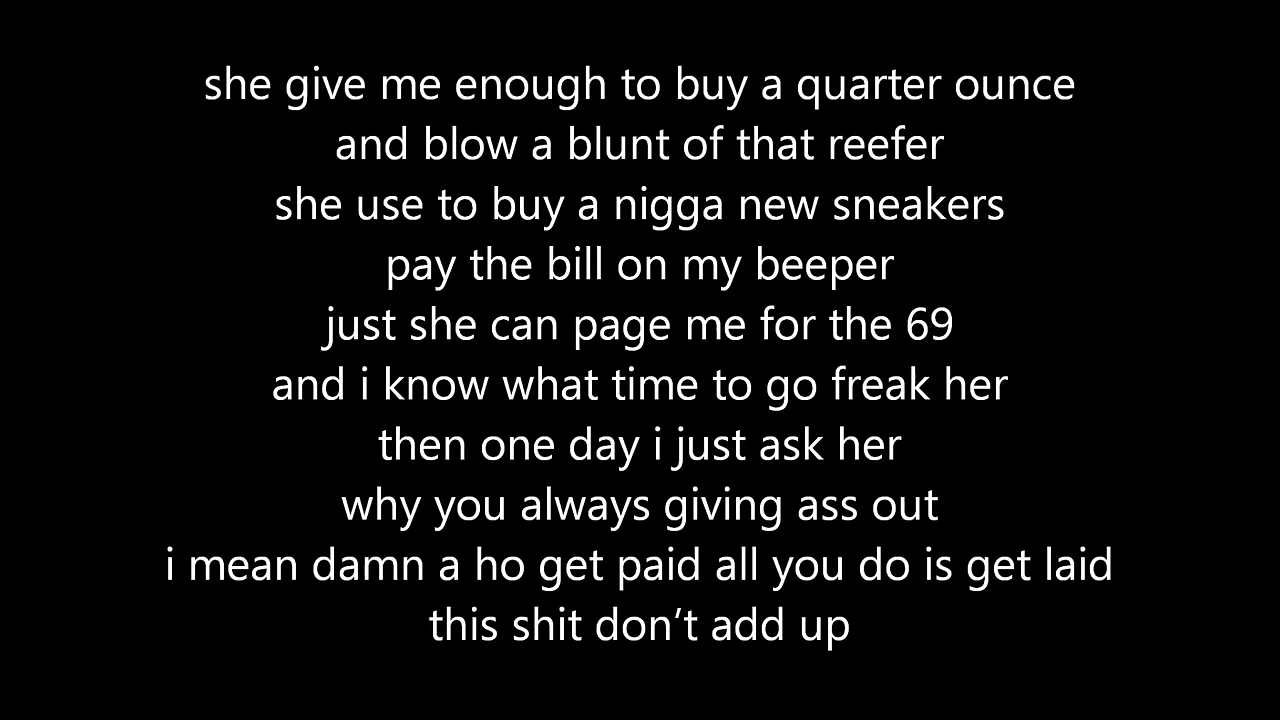 she give me enough to buy a quarter ounce
and blow a blunt of that reefer
she use to buy a nigga new sneakers
pay the bill on my beeper
just she can page me for the 69
and i know what time to go freak her
then one day i just ask her
why you always giving ass out
i mean damn a ho get paid all you do is get laid
this shit don’t add up